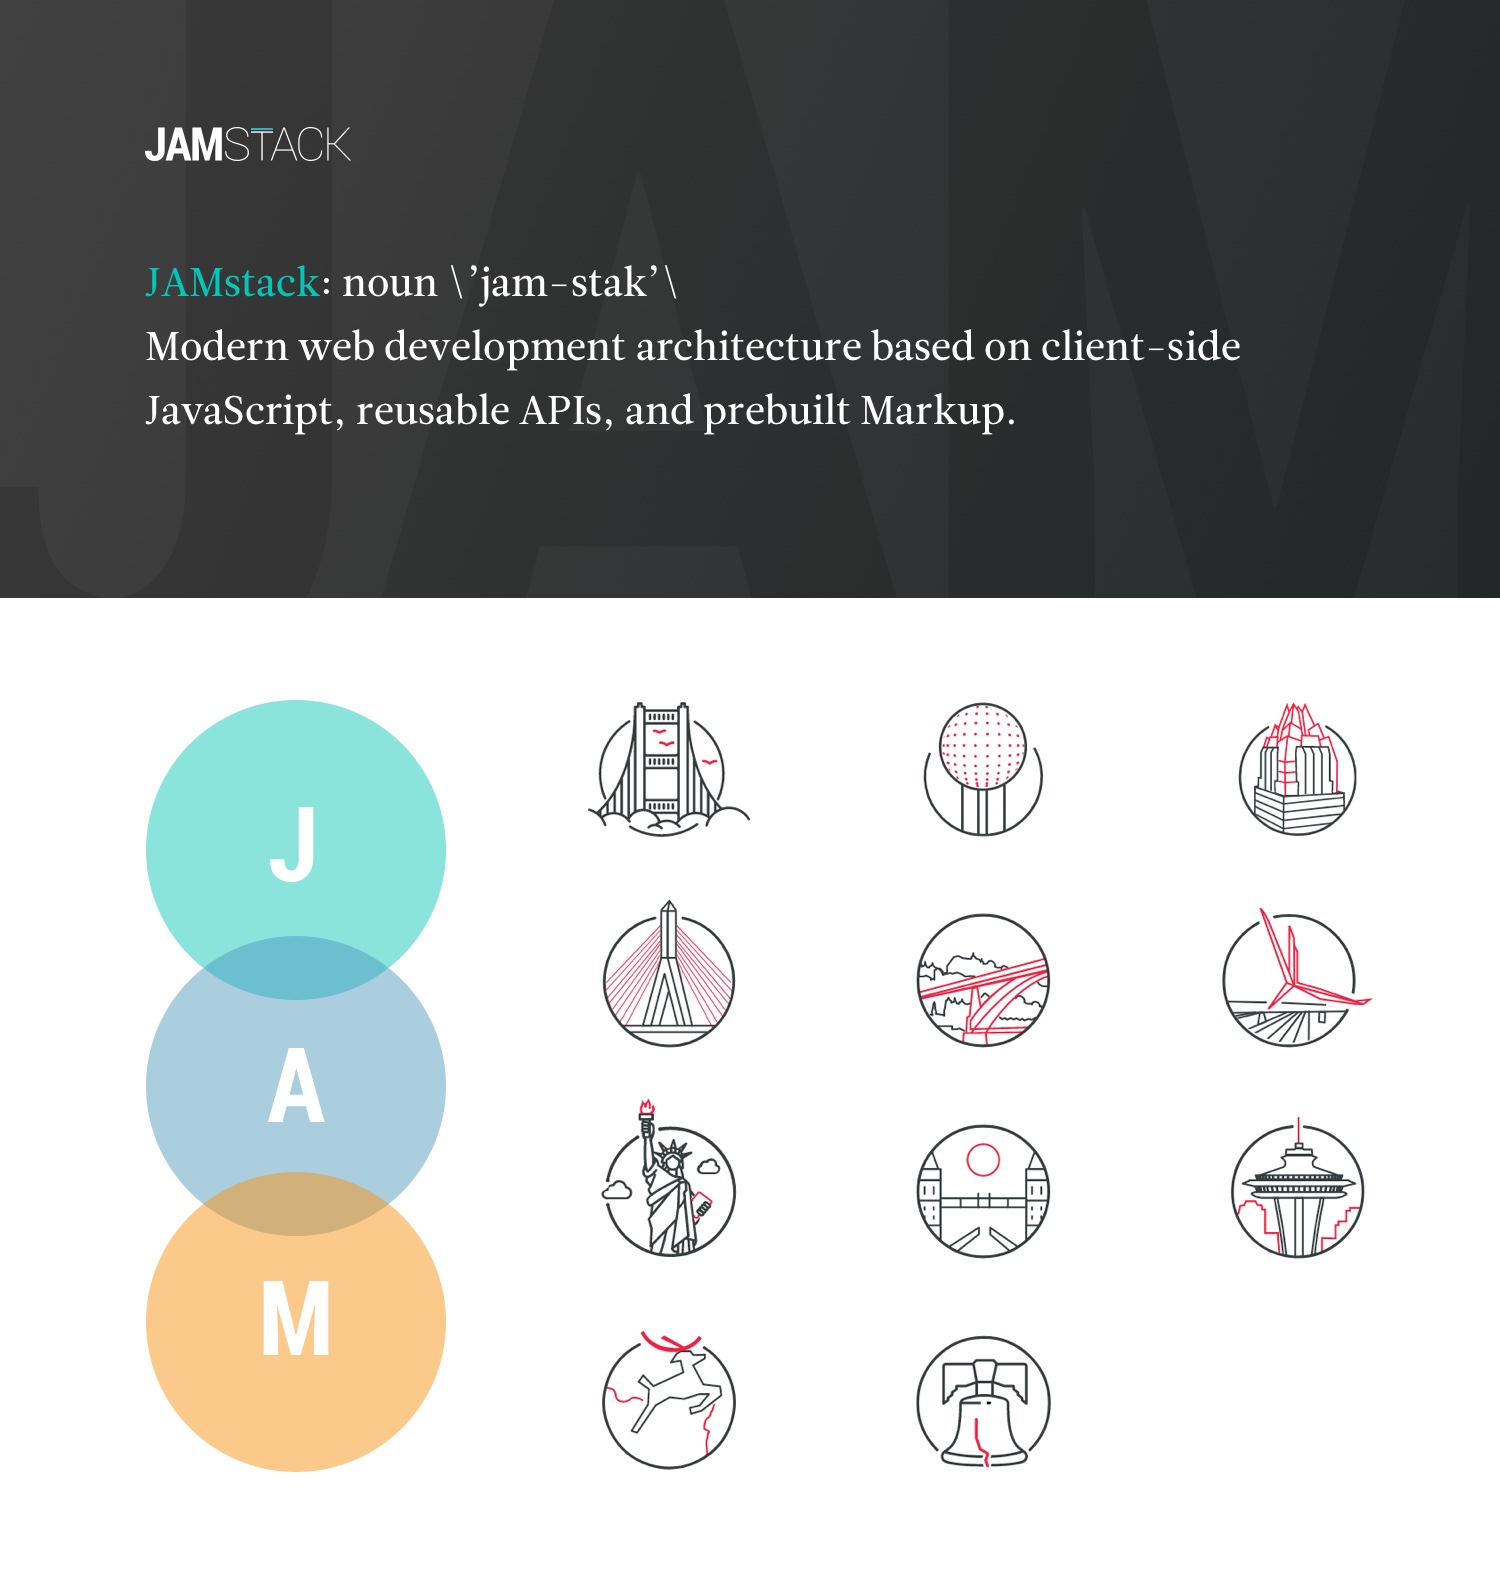 JAMSTACK
JAMstack: noun \’jam-stak’\
Modern web development architecture based on client-side
JavaScript, reusable APIs, and prebuilt Markup.
J
A
M
JAM